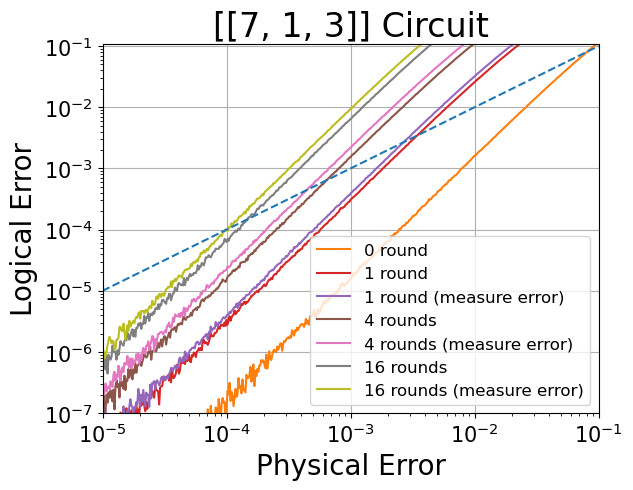 [[7, 1, 3]] Circuit
Logical Error
10⁻¹
10⁻²
10⁻³
10⁻⁴
10⁻⁵
10⁻⁶
10⁻⁷
0 round
1 round
1 round (measure error)
4 rounds
4 rounds (measure error)
16 rounds
16 rounds (measure error)
10⁻⁵ 10⁻⁴ 10⁻³ 10⁻² 10⁻¹
Physical Error